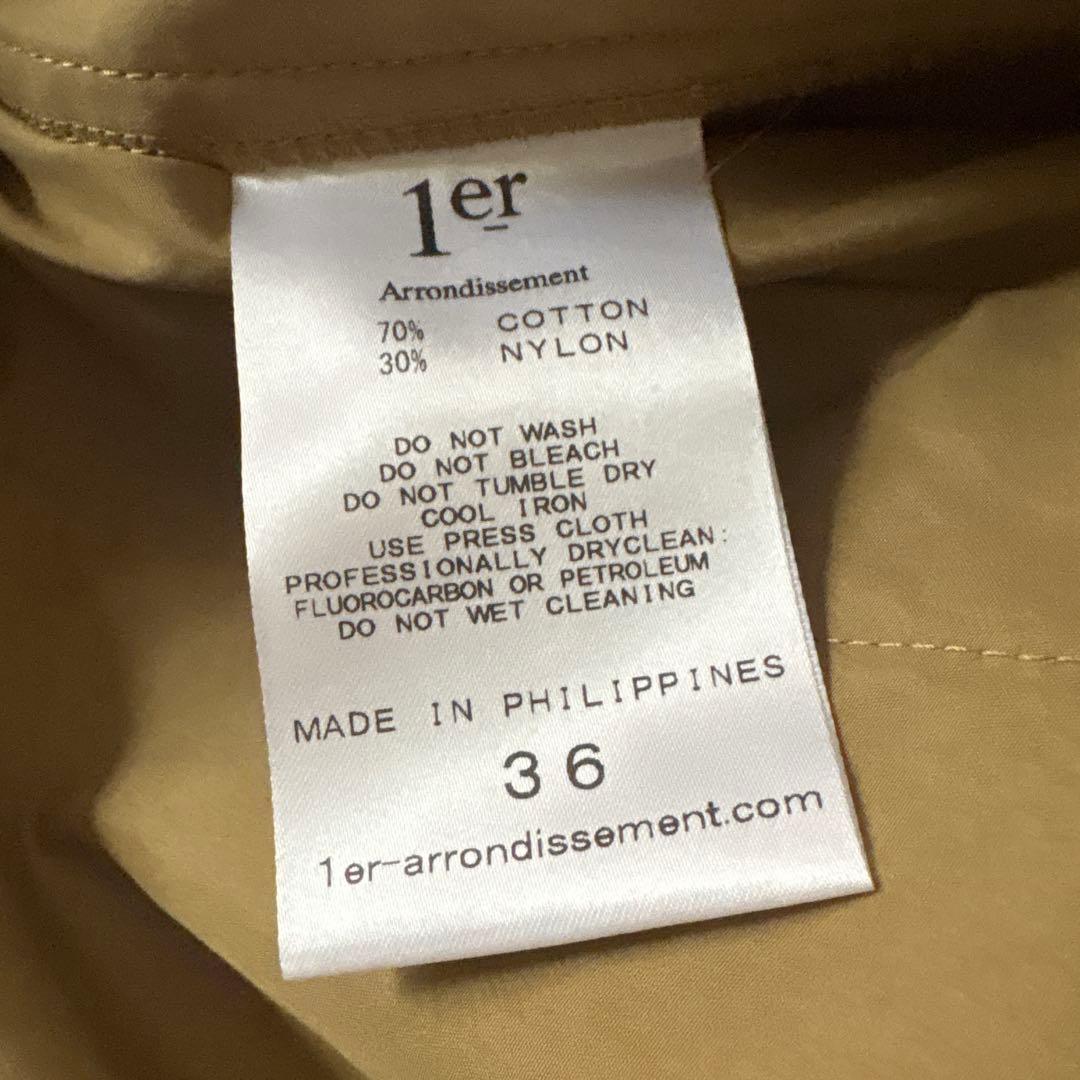 1er
Arrondissement
70% COTTON
30% NYLON
DO NOT WASH
DO NOT BLEACH
DO NOT TUMBLE DRY
COOL IRON
USE PRESS CLOTH
PROFESSIONALLY DRYCLEAN:
FLUOROCARBON OR PETROLEUM
DO NOT WET CLEANING
MADE IN PHILIPPINES
36
1er-arrondissement.com